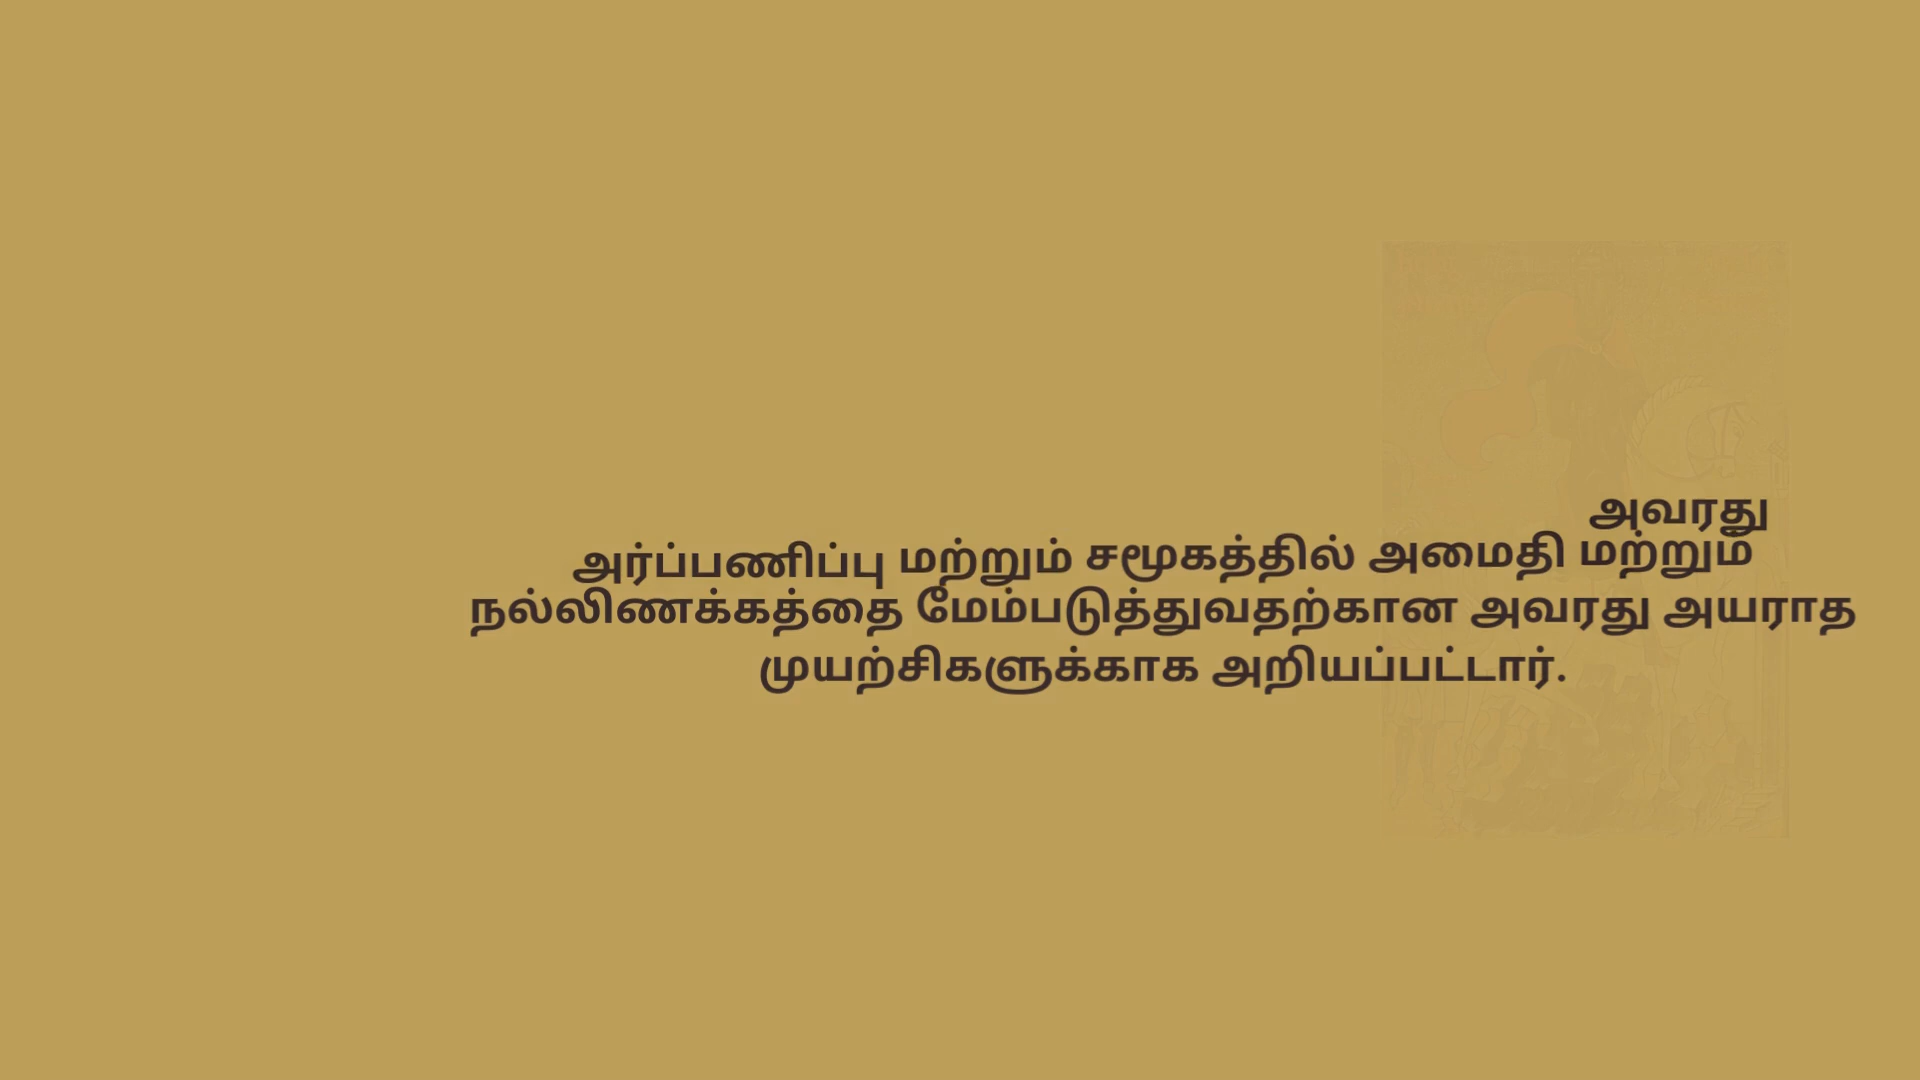 அவரது
அர்ப்பணிப்பு மற்றும் சமூகத்தில் அமைதி மற்றும்
நல்லிணக்கத்தை மேம்படுத்துவதற்கான அவரது அயராத
முயற்சிகளுக்காக அறியப்பட்டார்.